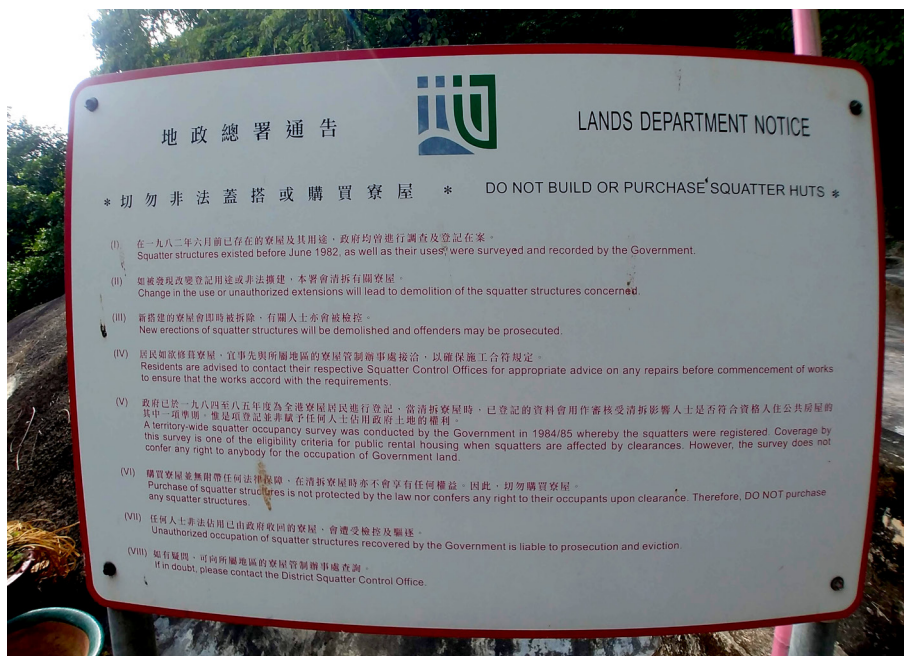 地政總署通告
LANDS DEPARTMENT NOTICE
* 切勿非法蓋搭或購買寮屋 *
DO NOT BUILD OR PURCHASE SQUATTER HUTS *
(I) 在一九八二年六月前已存在的寮屋及其用途，政府均曾進行調查及登記在案。
Squatter structures existed before June 1982, as well as their uses, were surveyed and recorded by the Government.
(II) 如被發現改變登記用途或非法擴建，本署會清拆有關寮屋。
Change in the use or unauthorized extensions will lead to demolition of the squatter structures concerned.
(III) 新搭建的寮屋會即時被拆除，有關人士亦會被檢控。
New erections of squatter structures will be demolished and offenders may be prosecuted.
(IV) 居民如欲修葺寮屋，宜事先與所屬地區的寮屋管制辦事處接洽，以確保施工合符規定。
Residents are advised to contact their respective Squatter Control Offices for appropriate advice on any repairs before commencement of works
to ensure that the works accord with the requirements.
(V) 政府已於一九八四至八五年度為全港寮屋居民進行登記，當清拆寮屋時，已登記的資料會用作審核受清拆影響人士是否符合資格入住公共房屋的
其中一項準則。惟是項登記並非賦予任何人士佔用政府土地的權利。
A territory-wide squatter occupancy survey was conducted by the Government in 1984/85 whereby the squatters were registered. Coverage by
this survey is one of the eligibility criteria for public rental housing when squatters are affected by clearances. However, the survey does not
confer any right to anybody for the occupation of Government land.
(VI) 購買寮屋並無附帶任何法律保障，在清拆寮屋時亦不會享有任何權益。因此，切勿購買寮屋。
Purchase of squatter structures is not protected by the law nor confers any right to their occupants upon clearance. Therefore, DO NOT purchase
any squatter structures.
(VII) 任何人士非法佔用已由政府收回的寮屋，會遭受檢控及驅逐。
Unauthorized occupation of squatter structures recovered by the Government is liable to prosecution and eviction.
(VIII) 如有疑問，可向所屬地區的寮屋管制辦事處查詢。
If in doubt, please contact the District Squatter Control Office.